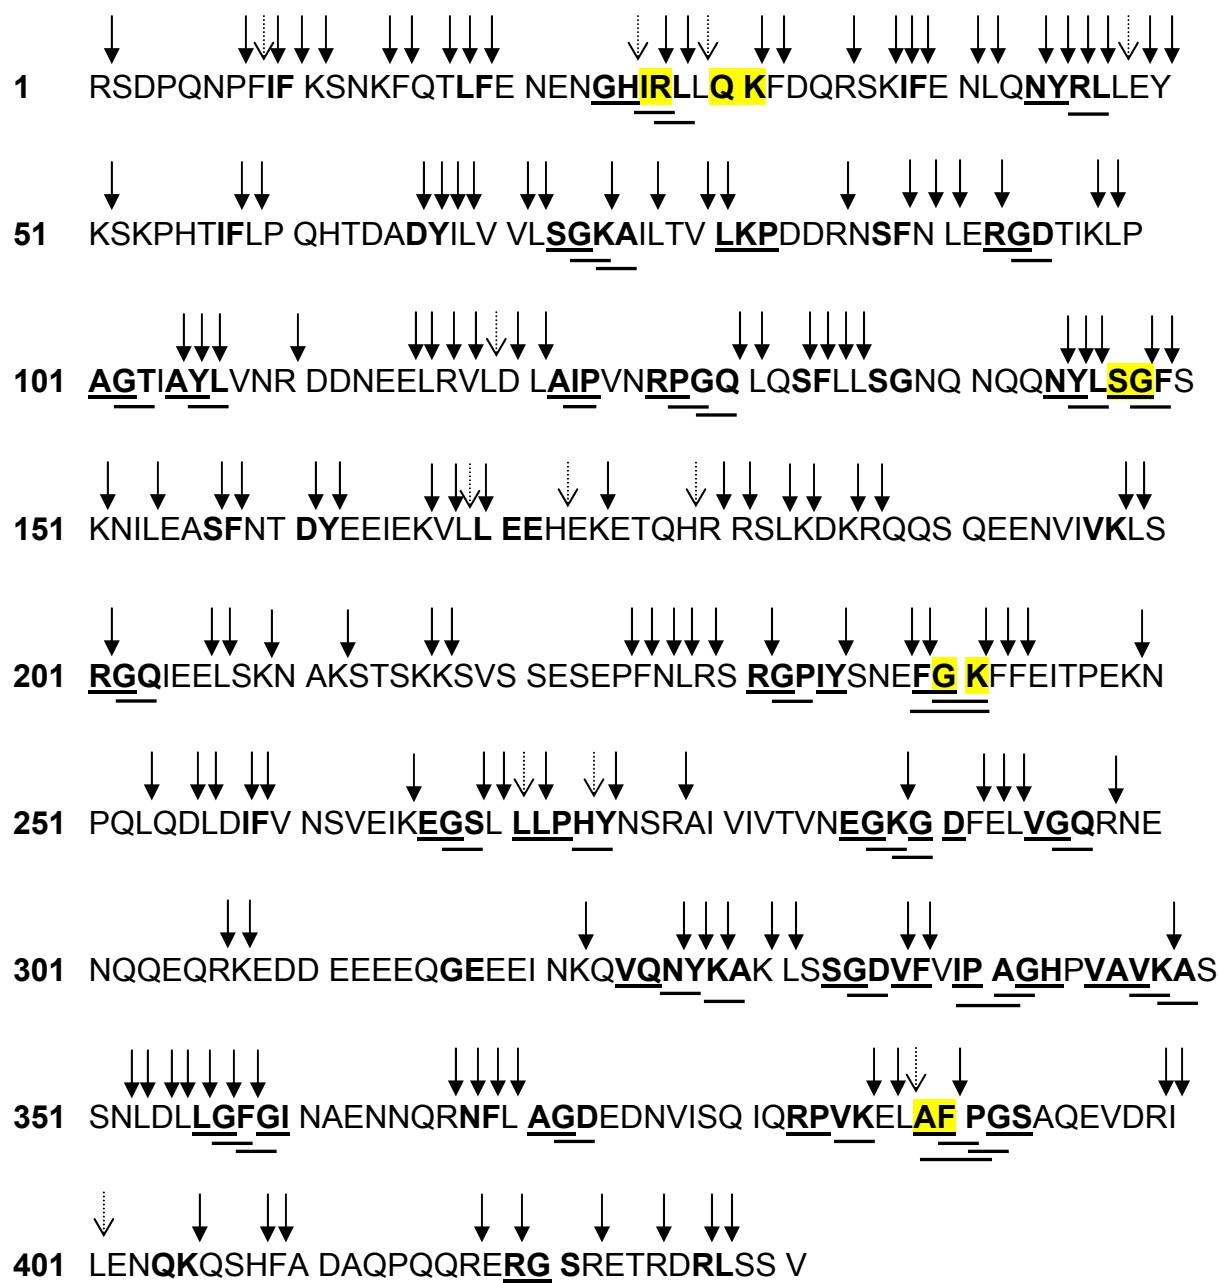 1 RSDPQNPFIF KSNKFQTLFE NENGHIRLLQ KFDQRSKIFE NLQNYRLLEY
51 KSKPHTIFLP QHTDADYILV VLSGKAILTV LKPDDRNSFN LERGDTIKLP
101 AGTIAYLVNR DDNEELRVLD LAIPVNRPGQ LQSFLLSGNQ NQQNYLSGFS
151 KNILEASFNT DYEEIEKVLL EEHEKETQHR RSLKDKRQQS QEENVIVKLS
201 RGQIEELSKN AKSTSKKSVS SESEPFNLRS RGPIYSNEFG KFFEITPEKN
251 PQLQDLDIFV NSVEIKEGSL LLPHYNSRAI VIVTVNEGKG DFELVGQRNE
301 NQQEQRKEDD EEEEQGEEEI NKQVQNYKAK LSSGDVFVIP AGHPVAVKAS
351 SNLDLLGFGI NAENNQRNFL AGDEDNVISQ IQRPVKELAF PGSAQEVDRI
401 LENQKQSHFA DAQPQQRERG SRETRDRLSS V